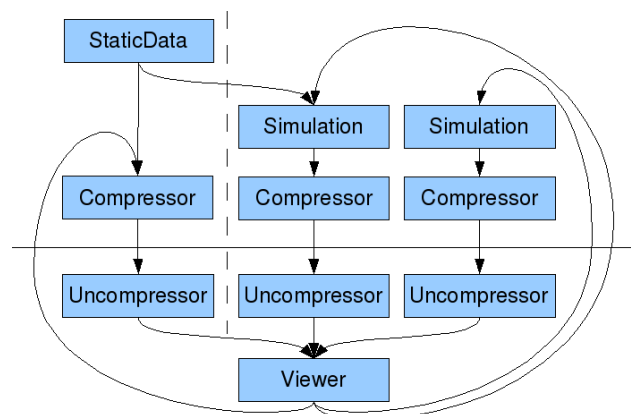 StaticData
Simulation
Simulation
Compressor
Compressor
Compressor
Uncompressor
Uncompressor
Uncompressor
Viewer